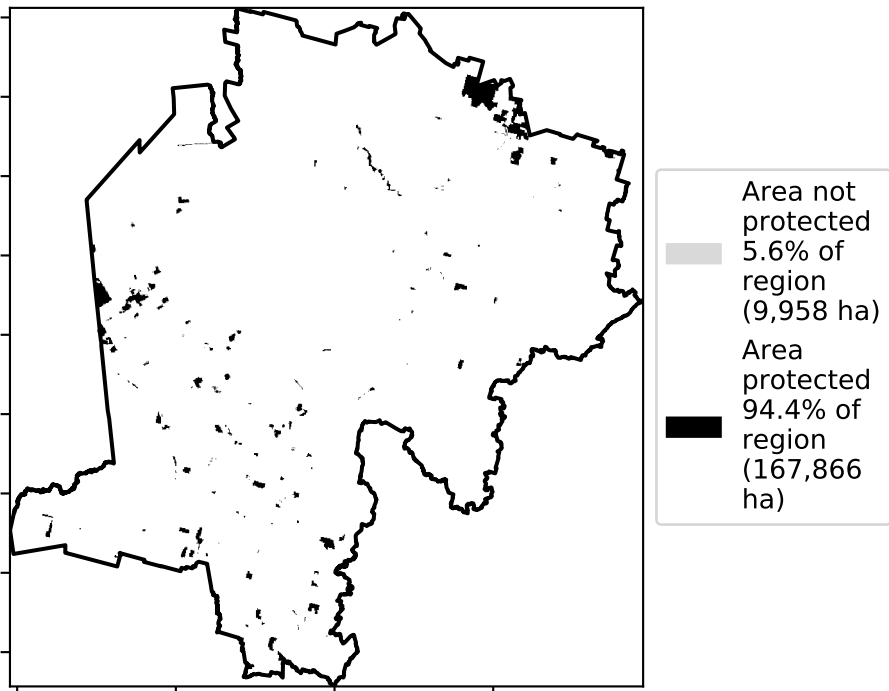 Area not
protected
5.6% of
region
(9,958 ha)
Area
protected
94.4% of
region
(167,866
ha)